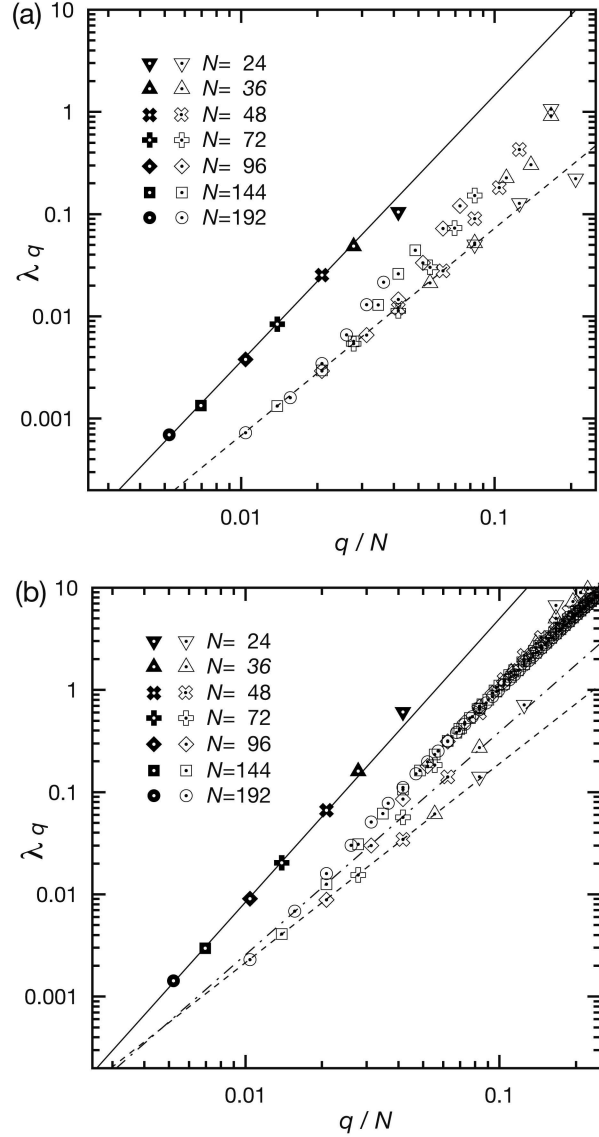 (a)
10
1
0.1
0.01
0.001
λq
N= 24
N= 36
N= 48
N= 72
N= 96
N=144
N=192
0.01
0.1
q / N
(b)
10
1
0.1
0.01
0.001
λq
N= 24
N= 36
N= 48
N= 72
N= 96
N=144
N=192
0.01
0.1
q / N